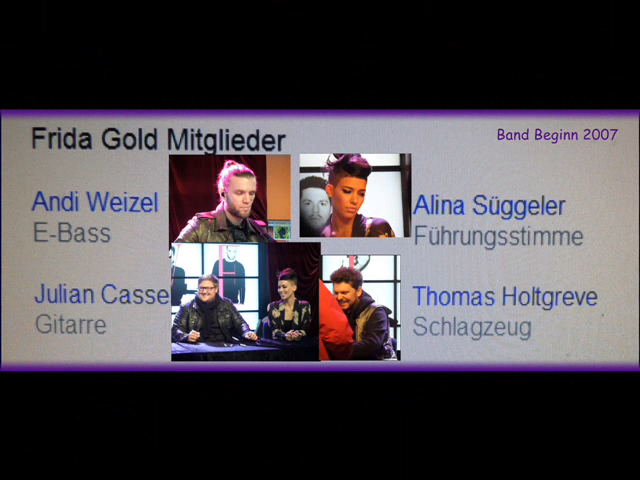 Frida Gold Mitglieder
Band Beginn 2007
Andi Weizel
E-Bass
Alina Süggeler
Führungsstimme
Julian Casse
Gitarre
Thomas Holtgreve
Schlagzeug